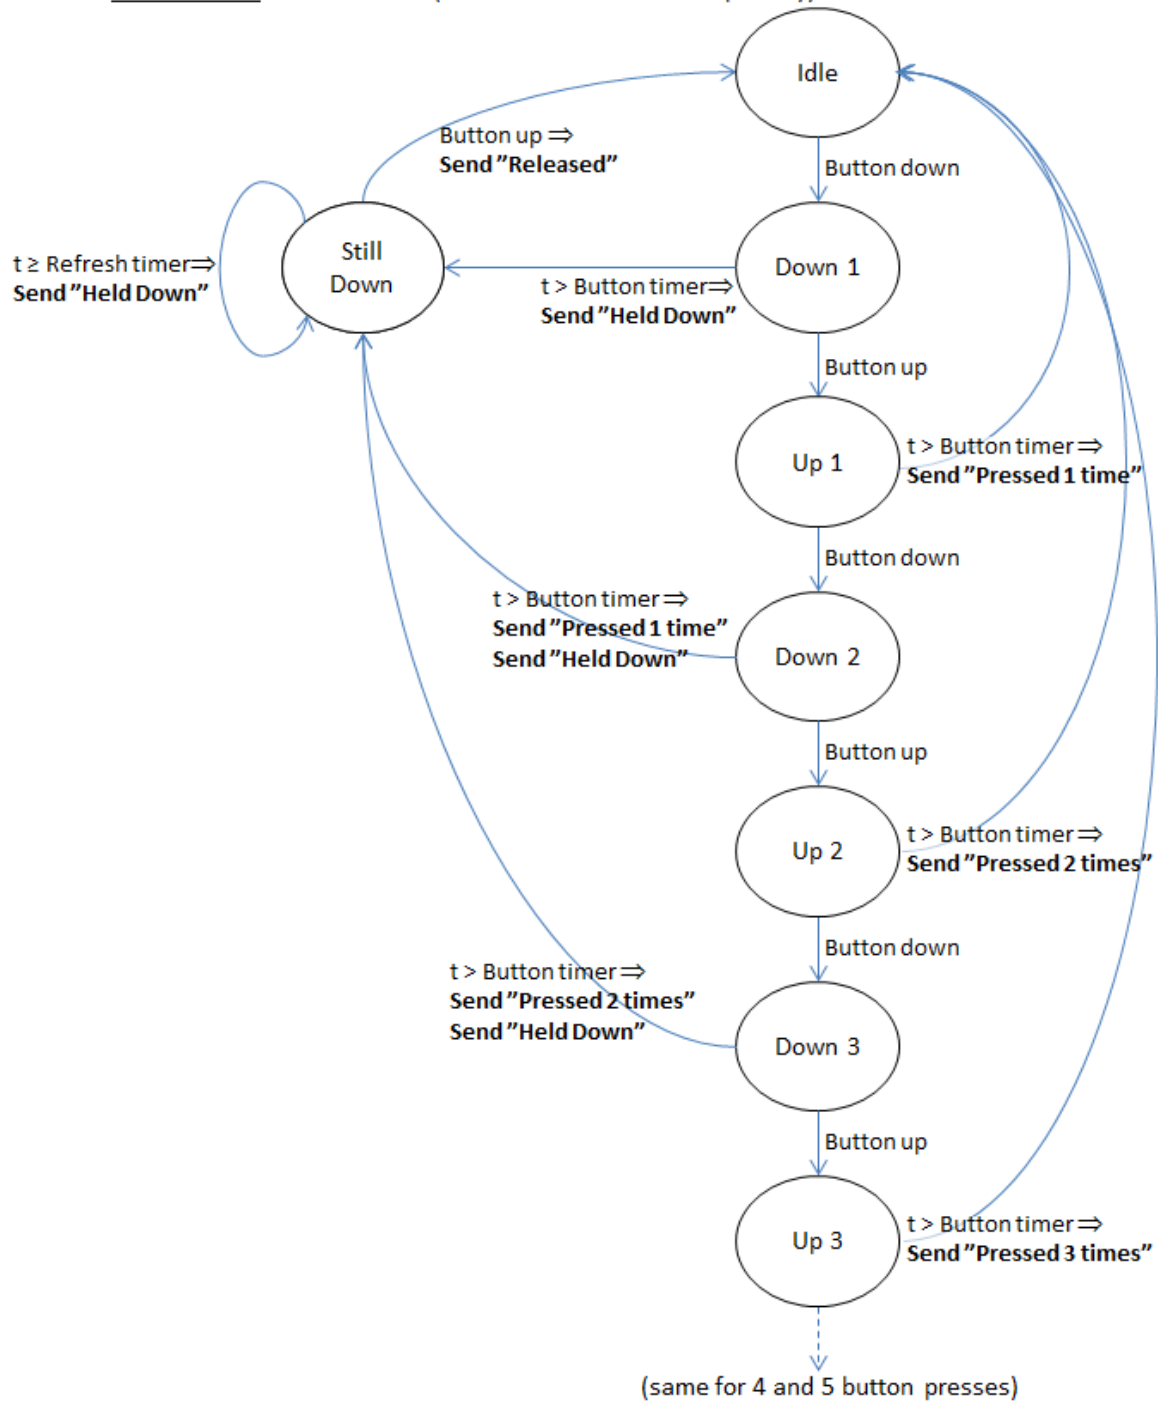 Idle
Button up ⇒
Send ”Released”
Button down
Still
Down
t ≥ Refresh timer⇒
Send ”Held Down”
Down 1
t > Button timer⇒
Send ”Held Down”
Button up
Up 1
t > Button timer⇒
Send ”Pressed 1 time”
Button down
t > Button timer⇒
Send ”Pressed 1 time”
Send ”Held Down”
Down 2
Button up
Up 2
t > Button timer⇒
Send ”Pressed 2 times”
Button down
t > Button timer⇒
Send ”Pressed 2 times”
Send ”Held Down”
Down 3
Button up
Up 3
t > Button timer⇒
Send ”Pressed 3 times”
(same for 4 and 5 button presses)